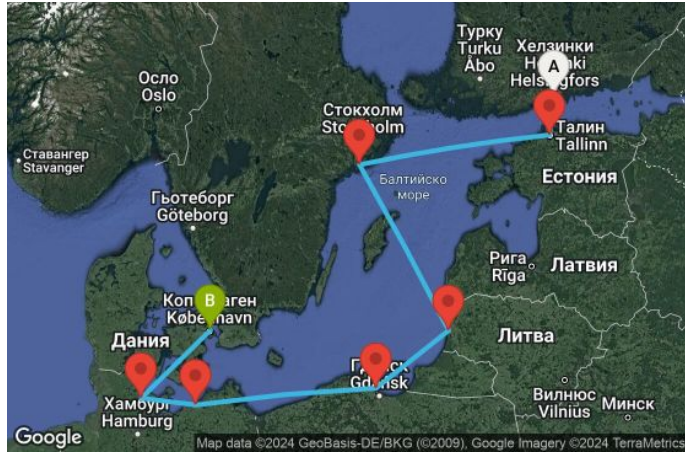 Турку
Turku
Åbo
Хелзинки
Helsinki
Helsingfors
A
Осло
Oslo
Стокхолм
Stockholm
Талин
Tallinn
Ставангер
Stavanger
Балтийско
море
Естония
Гьотеборг
Göteborg
Рига
Rīga
Латвия
B
København
Дания
Литва
Gdańsk
Хамбург
Hamburg
Вилнюс
Vilnius
Минск
Google
Map data ©2024 GeoBasis-DE/BKG (©2009), Google Imagery ©2024 TerraMetrics